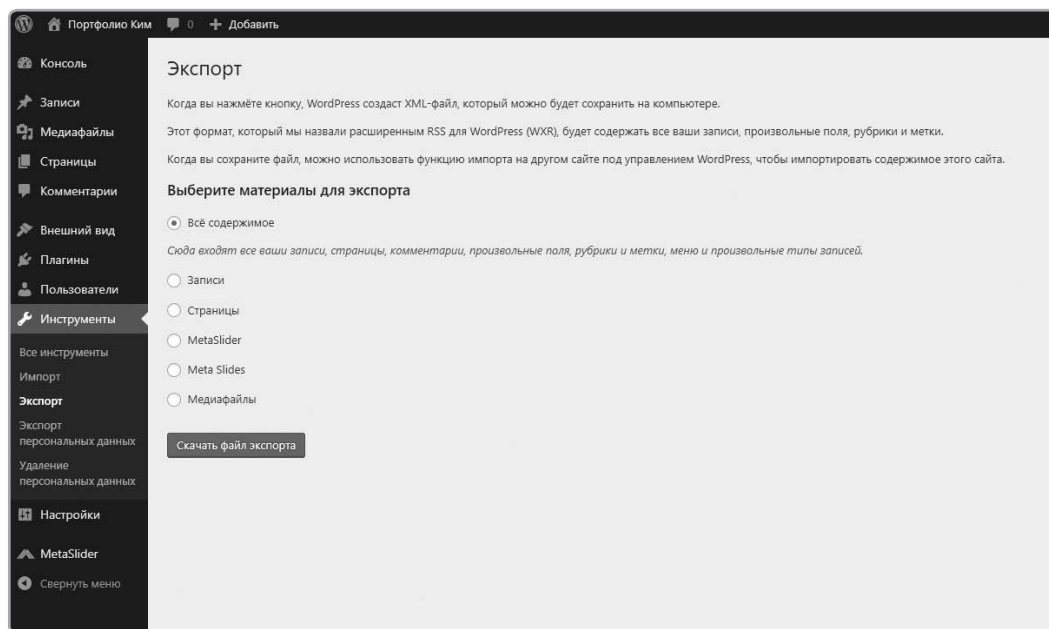 Портфолио Ким 0 + Добавить
Консоль
Записи
Медиафайлы
Страницы
Комментарии
Внешний вид
Плагины
Пользователи
Инструменты
Все инструменты
Импорт
Экспорт
Экспорт
персональных данных
Удаление
персональных данных
Настройки
MetaSlider
Свернуть меню
Экспорт
Когда вы нажмёте кнопку, WordPress создаст XML-файл, который можно будет сохранить на компьютере.
Этот формат, который мы назвали расширенным RSS для WordPress (WXR), будет содержать все ваши записи, произвольные поля, рубрики и метки.
Когда вы сохраните файл, можно использовать функцию импорта на другом сайте под управлением WordPress, чтобы импортировать содержимое этого сайта.
Выберите материалы для экспорта
Всё содержимое
Сюда входят все ваши записи, страницы, комментарии, произвольные поля, рубрики и метки, меню и произвольные типы записей.
Записи
Страницы
MetaSlider
Meta Slides
Медиафайлы
Скачать файл экспорта